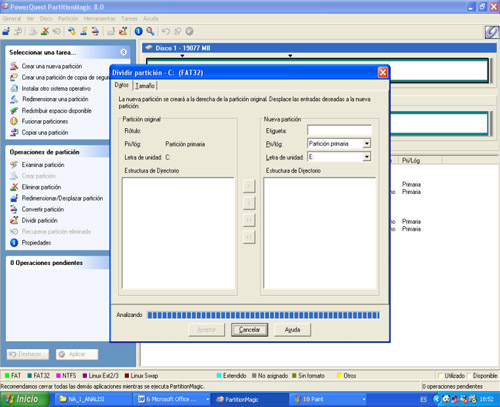 PowerQuest PartitionMagic 8.0
General Ver Discos Partición Herramientas Tareas Ayuda
Seleccionar una tarea...
Crear una nueva partición
Crear una partición de copia de segur
Instalar otro sistema operativo
Redimensionar una partición
Redistribuir espacio disponible
Fusionar particiones
Copiar una partición
Operaciones de partición
Examinar partición
Crear partición
Eliminar partición
Redimensionar/Desplazar partición
Convertir partición
Dividir partición
Recuperar partición eliminada
Propiedades
0 Operaciones pendientes
Deshacer
Aplicar
Disco 1 - 19077 MB
Dividir partición - C: (FAT32)
Datos
Tamaño
La nueva partición se creará a la derecha de la partición original. Desplace las entradas deseadas a la nueva
partición.
Partición original
Rótulo:
Pri/lóg: Partición primaria
Letra de unidad: C:
Estructura de Directorio
Nueva partición
Etiqueta:
Pri/lóg: Partición primaria
Letra de unidad: E:
Estructura de Directorio
Analizando
Aceptar
Cancelar
Ayuda
Pri/Lóg
Primaria
Primaria
Primaria
Primaria
FAT FAT32 NTFS Linux Ext2/3 Linux Swap Extendido No asignado Sin formato Otros Utilizado Disponible
Recomendamos cerrar todas las demás aplicaciones mientras se ejecuta PartitionMagic.
0 operaciones pendientes
Inicio
NA_1_ANALISI
6 Microsoft Office ...
PartitionMagic
10 Paint
ES
10:52